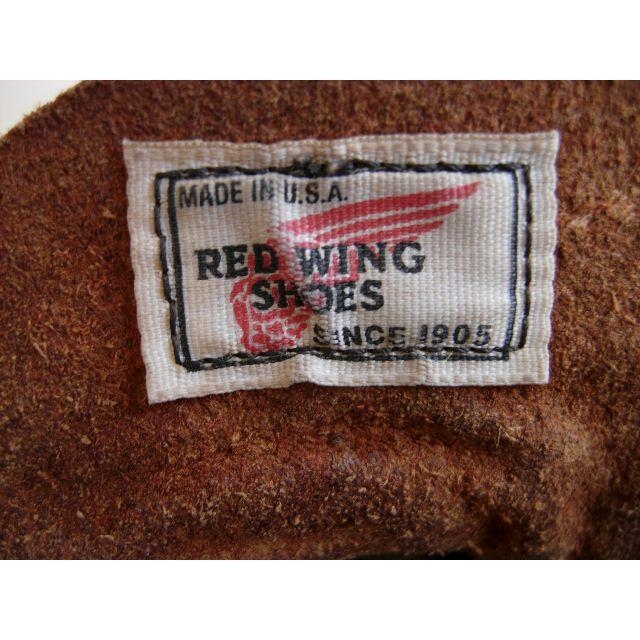 MADE IN U.S.A.
RED WING
SHOES
SINCE 1905